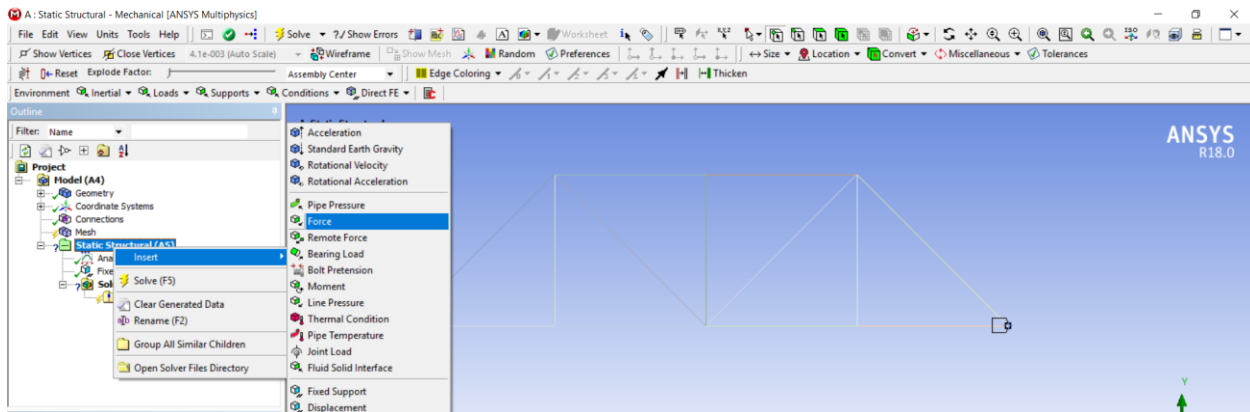 A : Static Structural - Mechanical [ANSYS Multiphysics]
File Edit View Units Tools Help Solve ?/ Show Errors Worksheet
Show Vertices Close Vertices 4.1e-003 (Auto Scale) Wireframe Show Mesh Random Preferences Size Location Convert Miscellaneous Tolerances
Reset Explode Factor: Assembly Center Edge Coloring Thicken
Environment Inertial Loads Supports Conditions Direct FE
Outline
Filter: Name
Project
Model (A4)
Geometry
Coordinate Systems
Connections
Mesh
Static Structural (A5)
Ana
Fixe
Sol
Insert
Solve (F5)
Clear Generated Data
Rename (F2)
Group All Similar Children
Open Solver Files Directory
Acceleration
Standard Earth Gravity
Rotational Velocity
Rotational Acceleration
Pipe Pressure
Force
Remote Force
Bearing Load
Bolt Pretension
Moment
Line Pressure
Thermal Condition
Pipe Temperature
Joint Load
Fluid Solid Interface
Fixed Support
Displacement
ANSYS
R18.0
Y